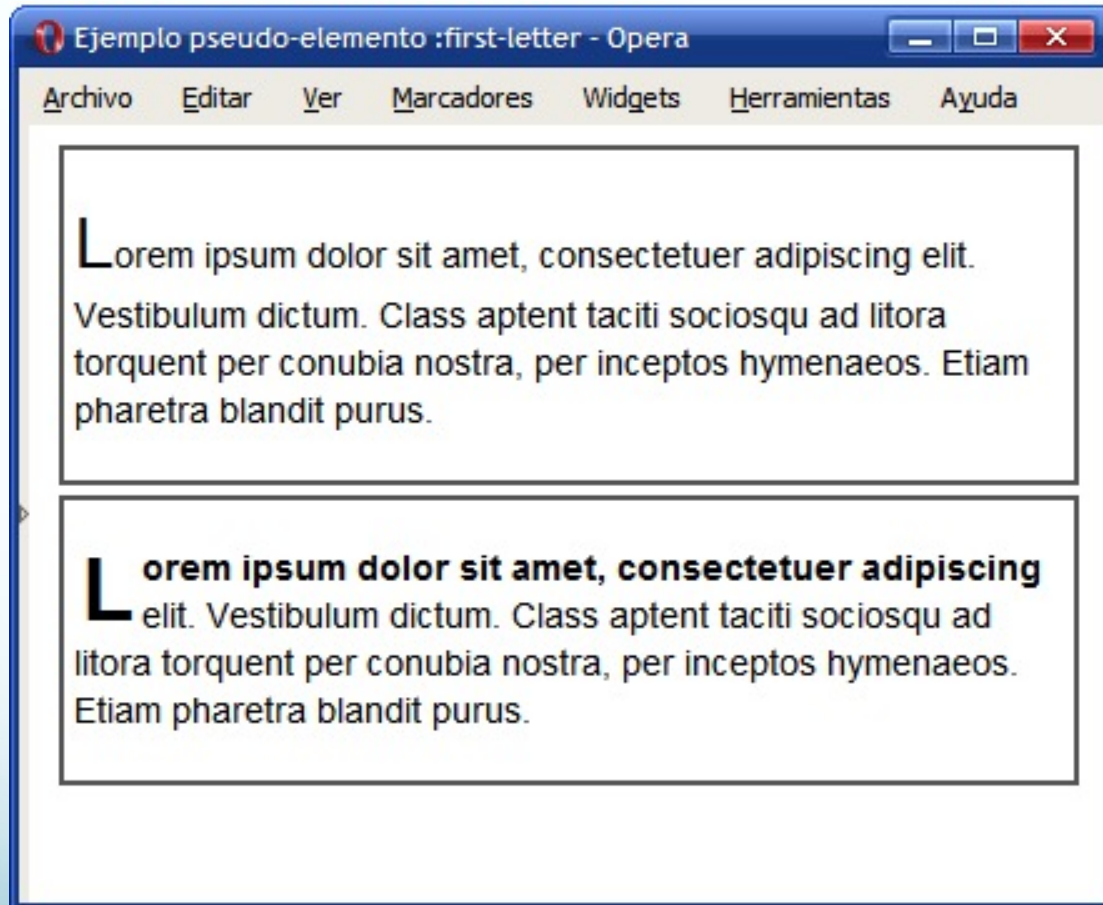 Ejemplo pseudo-elemento :first-letter - Opera
Archivo Editar Ver Marcadores Widgets Herramientas Ayuda
Lorem ipsum dolor sit amet, consectetuer adipiscing elit.
Vestibulum dictum. Class aptent taciti sociosqu ad litora
torquent per conubia nostra, per inceptos hymenaeos. Etiam
pharetra blandit purus.
Lorem ipsum dolor sit amet, consectetuer adipiscing
elit. Vestibulum dictum. Class aptent taciti sociosqu ad
litora torquent per conubia nostra, per inceptos hymenaeos.
Etiam pharetra blandit purus.